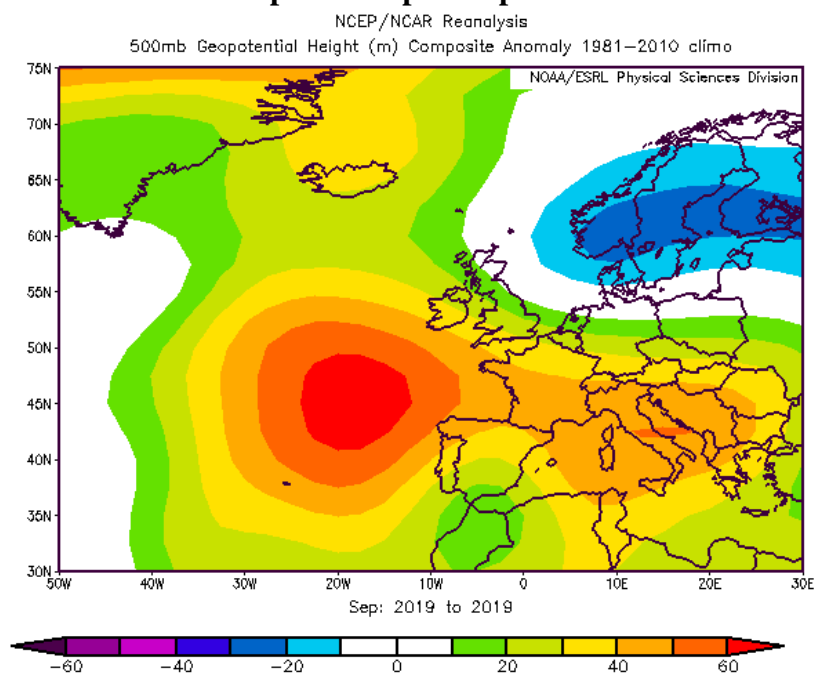 NCEP/NCAR Reanalysis
500mb Geopotential Height (m) Composite Anomaly 1981-2010 climo
NOAA/ESRL Physical Sciences Division
75N
70N
65N
60N
55N
50N
45N
40N
35N
30N
50W 40W 30W 20W 10W 0 10E 20E 30E
Sep: 2019 to 2019
-60 -40 -20 0 20 40 60